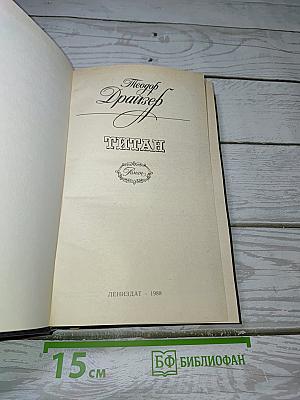 Теодор
Драйзер
ТИТАН
Роман
ЛЕНИЗДАТ · 1988
15 см
БФ БИБЛИОФАН